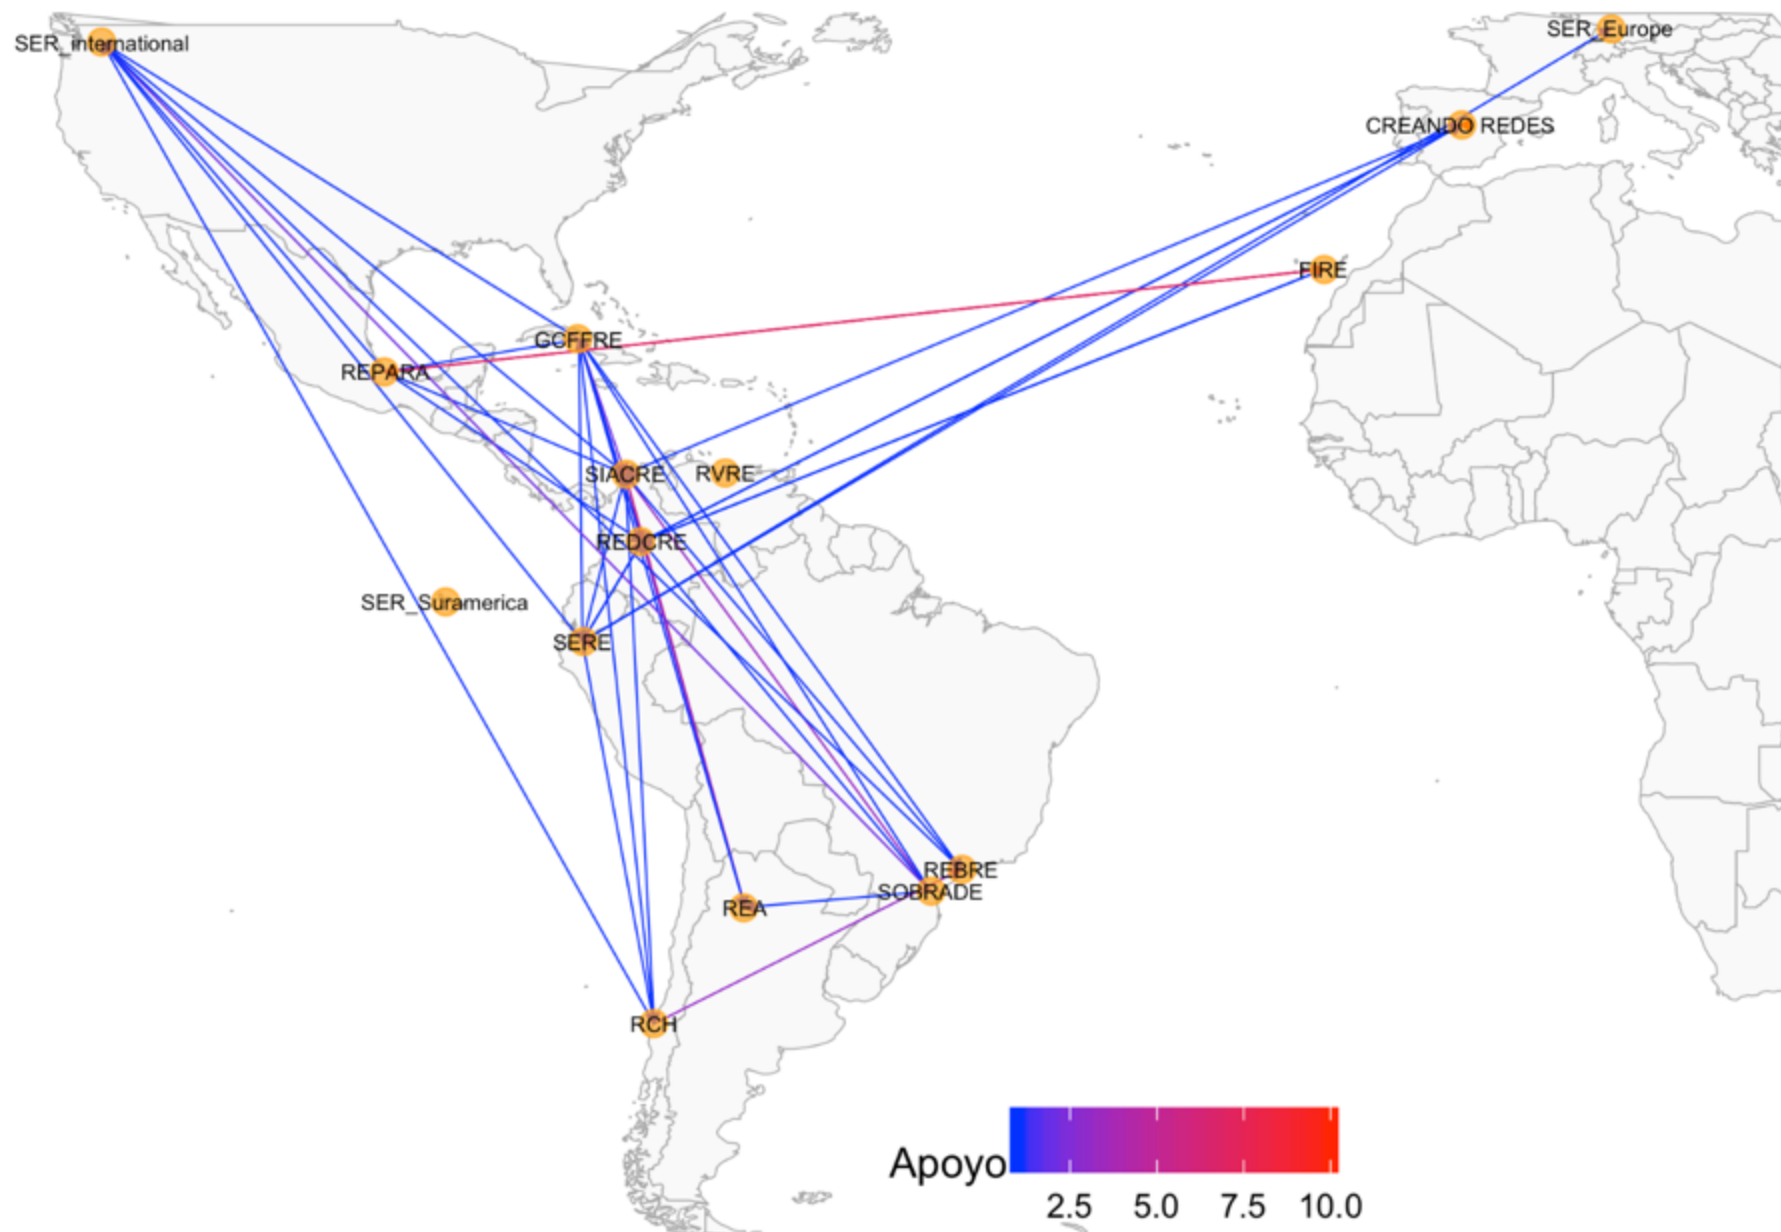 SER_international
SER_Europe
CREANDO REDES
FIRE
GCFFRE
REPARA
SIACRE
RVRE
REDCRE
SER_Suramerica
SERE
REBRE
SOBRADE
REA
RCH
Apoyo
2.5 5.0 7.5 10.0